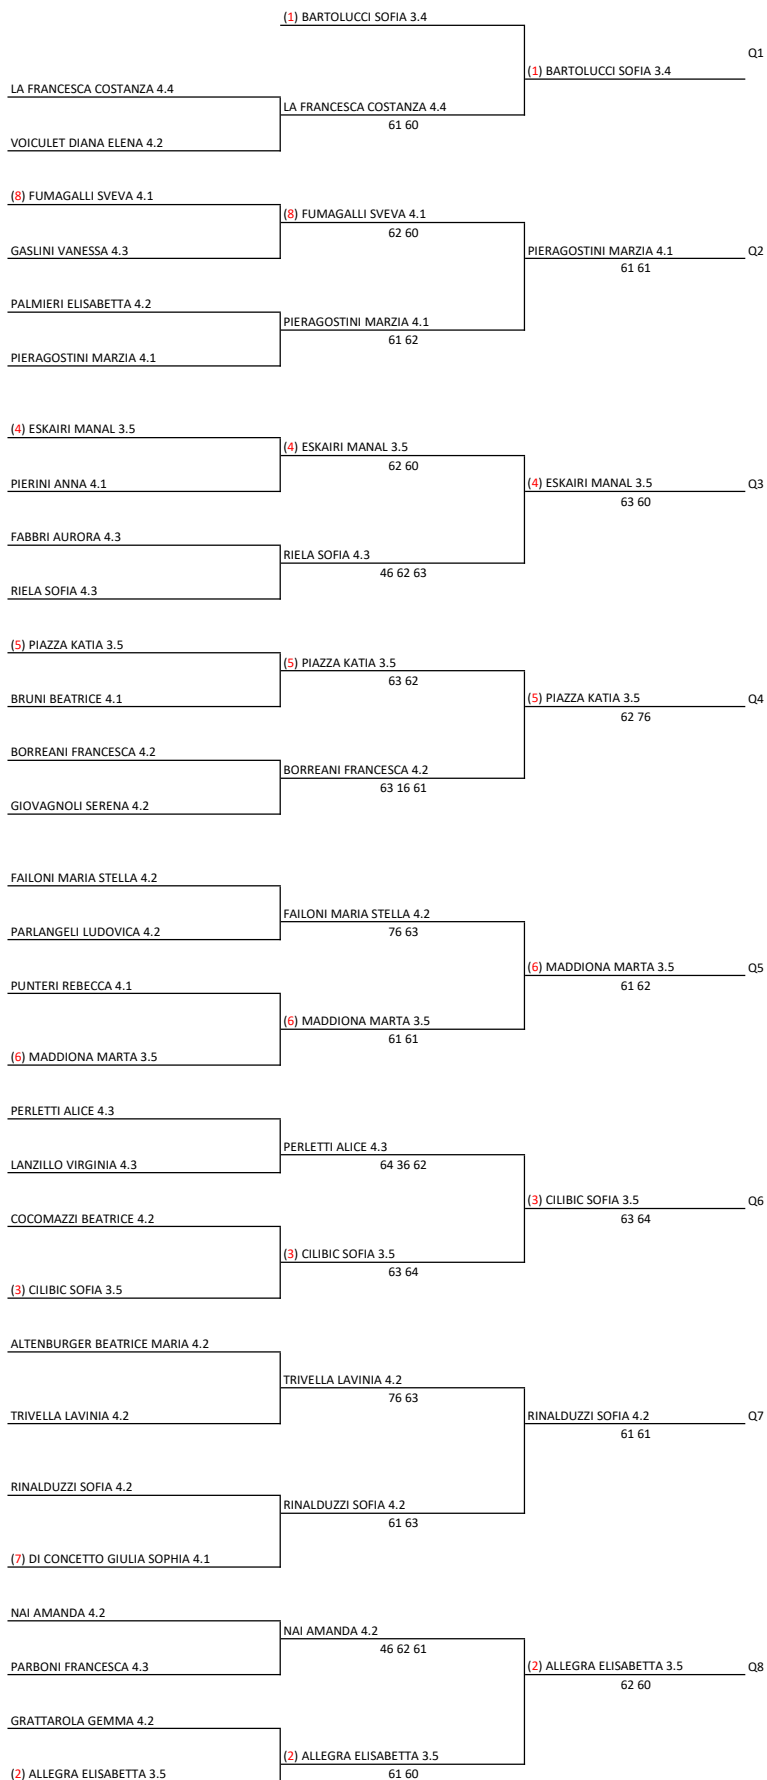 (1) BARTOLUCCI SOFIA 3.4
Q1
(1) BARTOLUCCI SOFIA 3.4
LA FRANCESCA COSTANZA 4.4
LA FRANCESCA COSTANZA 4.4
61 60
VOICULET DIANA ELENA 4.2
(8) FUMAGALLI SVEVA 4.1
(8) FUMAGALLI SVEVA 4.1
62 60
GASLINI VANESSA 4.3
PIERAGOSTINI MARZIA 4.1
Q2
61 61
PALMIERI ELISABETTA 4.2
PIERAGOSTINI MARZIA 4.1
61 62
PIERAGOSTINI MARZIA 4.1
(4) ESKAIRI MANAL 3.5
(4) ESKAIRI MANAL 3.5
62 60
PIERINI ANNA 4.1
(4) ESKAIRI MANAL 3.5
Q3
63 60
FABBRI AURORA 4.3
RIELA SOFIA 4.3
46 62 63
RIELA SOFIA 4.3
(5) PIAZZA KATIA 3.5
(5) PIAZZA KATIA 3.5
63 62
BRUNI BEATRICE 4.1
(5) PIAZZA KATIA 3.5
Q4
62 76
BORREANI FRANCESCA 4.2
BORREANI FRANCESCA 4.2
63 16 61
GIOVAGNOLI SERENA 4.2
FAILONI MARIA STELLA 4.2
FAILONI MARIA STELLA 4.2
76 63
PARLANGELI LUDOVICA 4.2
(6) MADDIONA MARTA 3.5
Q5
61 62
PUNTERI REBECCA 4.1
(6) MADDIONA MARTA 3.5
61 61
(6) MADDIONA MARTA 3.5
PERLETTI ALICE 4.3
PERLETTI ALICE 4.3
64 36 62
LANZILLO VIRGINIA 4.3
(3) CILIBIC SOFIA 3.5
Q6
63 64
COCOMAZZI BEATRICE 4.2
(3) CILIBIC SOFIA 3.5
63 64
(3) CILIBIC SOFIA 3.5
ALTENBURGER BEATRICE MARIA 4.2
TRIVELLA LAVINIA 4.2
76 63
TRIVELLA LAVINIA 4.2
RINALDUZZI SOFIA 4.2
Q7
61 61
RINALDUZZI SOFIA 4.2
RINALDUZZI SOFIA 4.2
61 63
(7) DI CONCETTO GIULIA SOPHIA 4.1
NAI AMANDA 4.2
NAI AMANDA 4.2
46 62 61
PARBONI FRANCESCA 4.3
(2) ALLEGRA ELISABETTA 3.5
Q8
62 60
GRATTAROLA GEMMA 4.2
(2) ALLEGRA ELISABETTA 3.5
61 60
(2) ALLEGRA ELISABETTA 3.5